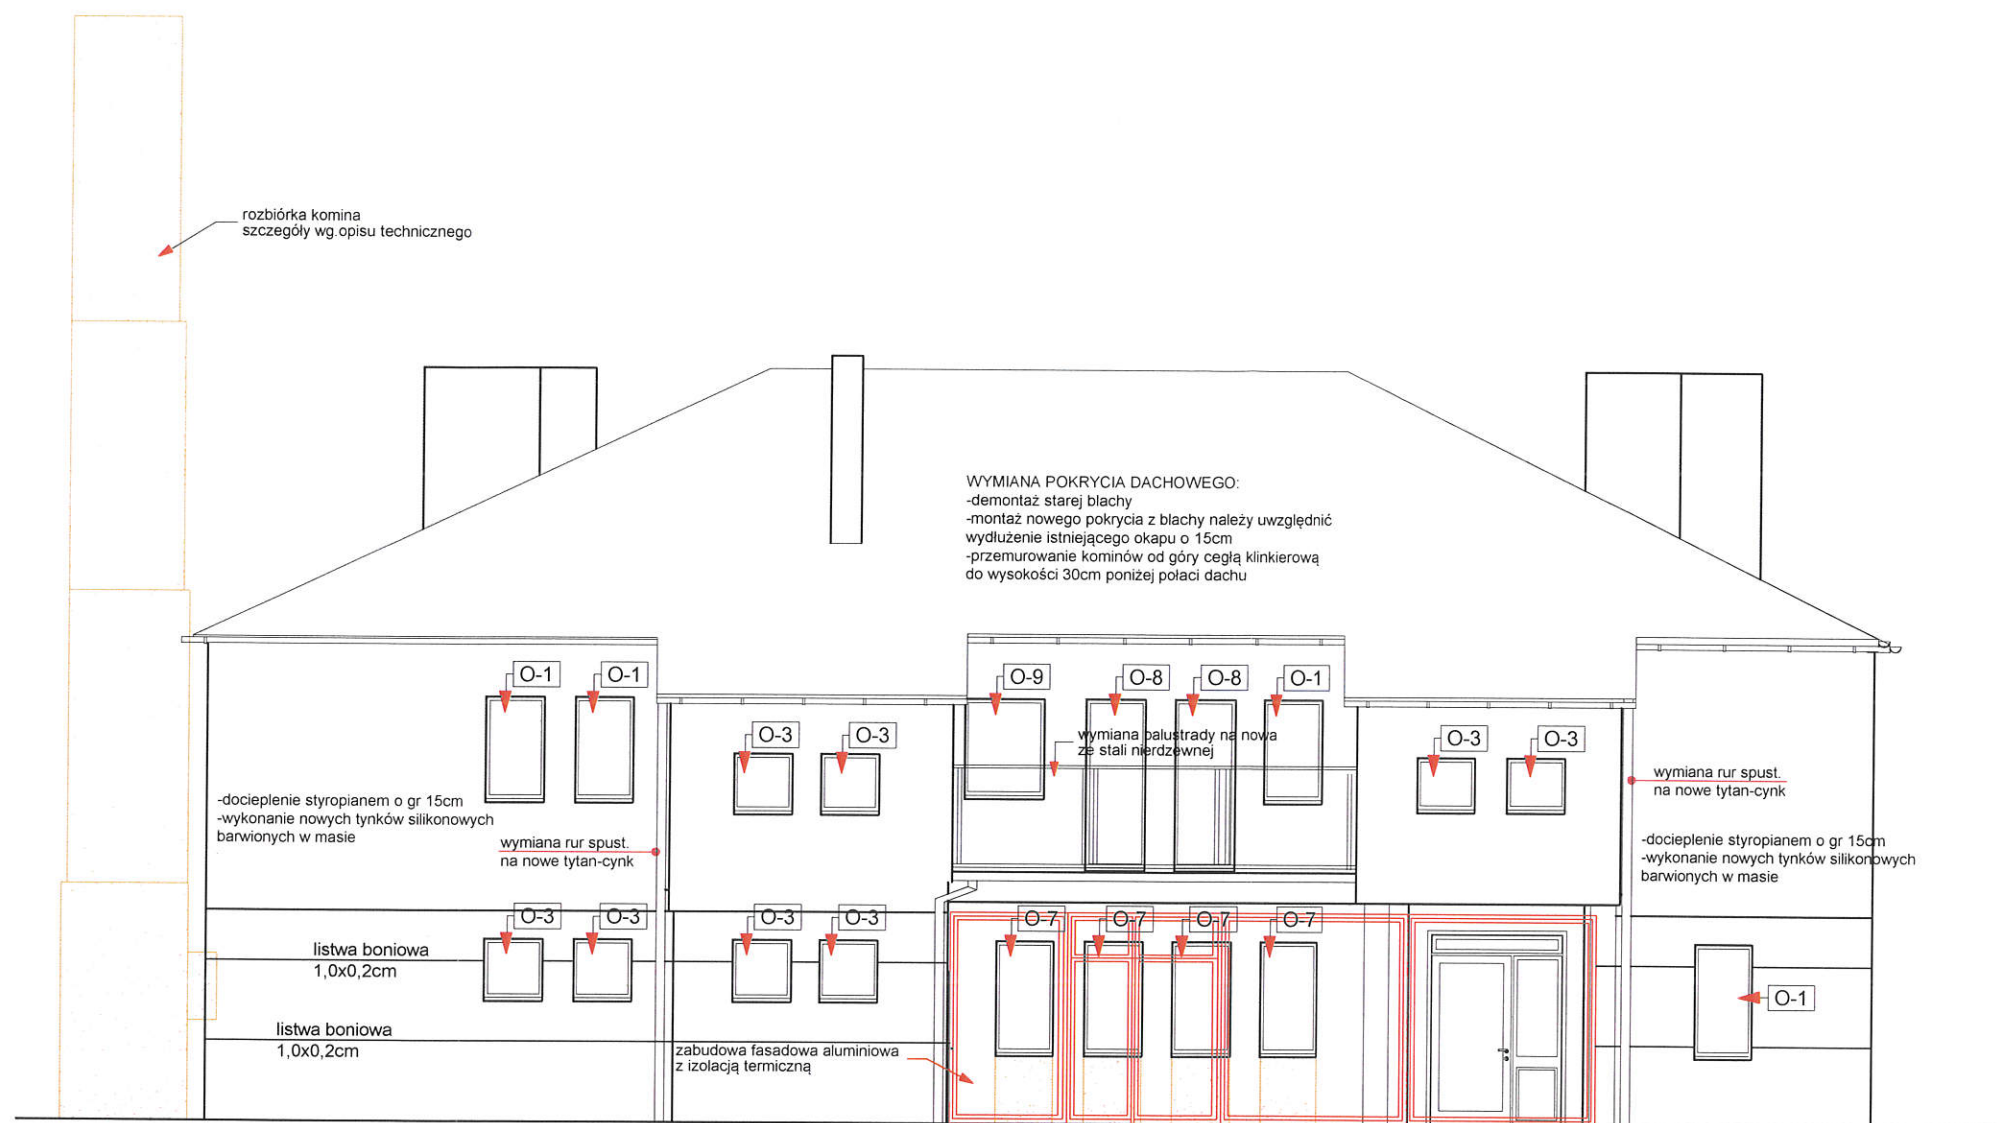 rozbiórka komina
szczegóły wg.opisu technicznego
WYMIANA POKRYCIA DACHOWEGO:
-demontaż starej blachy
-montaż nowego pokrycia z blachy należy uwzględnić
wydłużenie istniejącego okapu o 15cm
-przemurowanie kominów od góry cegłą klinkierową
do wysokości 30cm poniżej połaci dachu
O-1 O-1 O-9 O-8 O-8 O-1
O-3 O-3 O-3 O-3
wymiana balustrady na nowa
ze stali nierdzewnej
wymiana rur spust.
na nowe tytan-cynk
-docieplenie styropianem o gr 15cm
-wykonanie nowych tynków silikonowych
barwionych w masie
wymiana rur spust.
na nowe tytan-cynk
-docieplenie styropianem o gr 15cm
-wykonanie nowych tynków silikonowych
barwionych w masie
O-3 O-3 O-3 O-3 O-7 O-7 O-7 O-7
listwa boniowa
1,0x0,2cm
O-1
listwa boniowa
1,0x0,2cm
zabudowa fasadowa aluminiowa
z izolacją termiczną